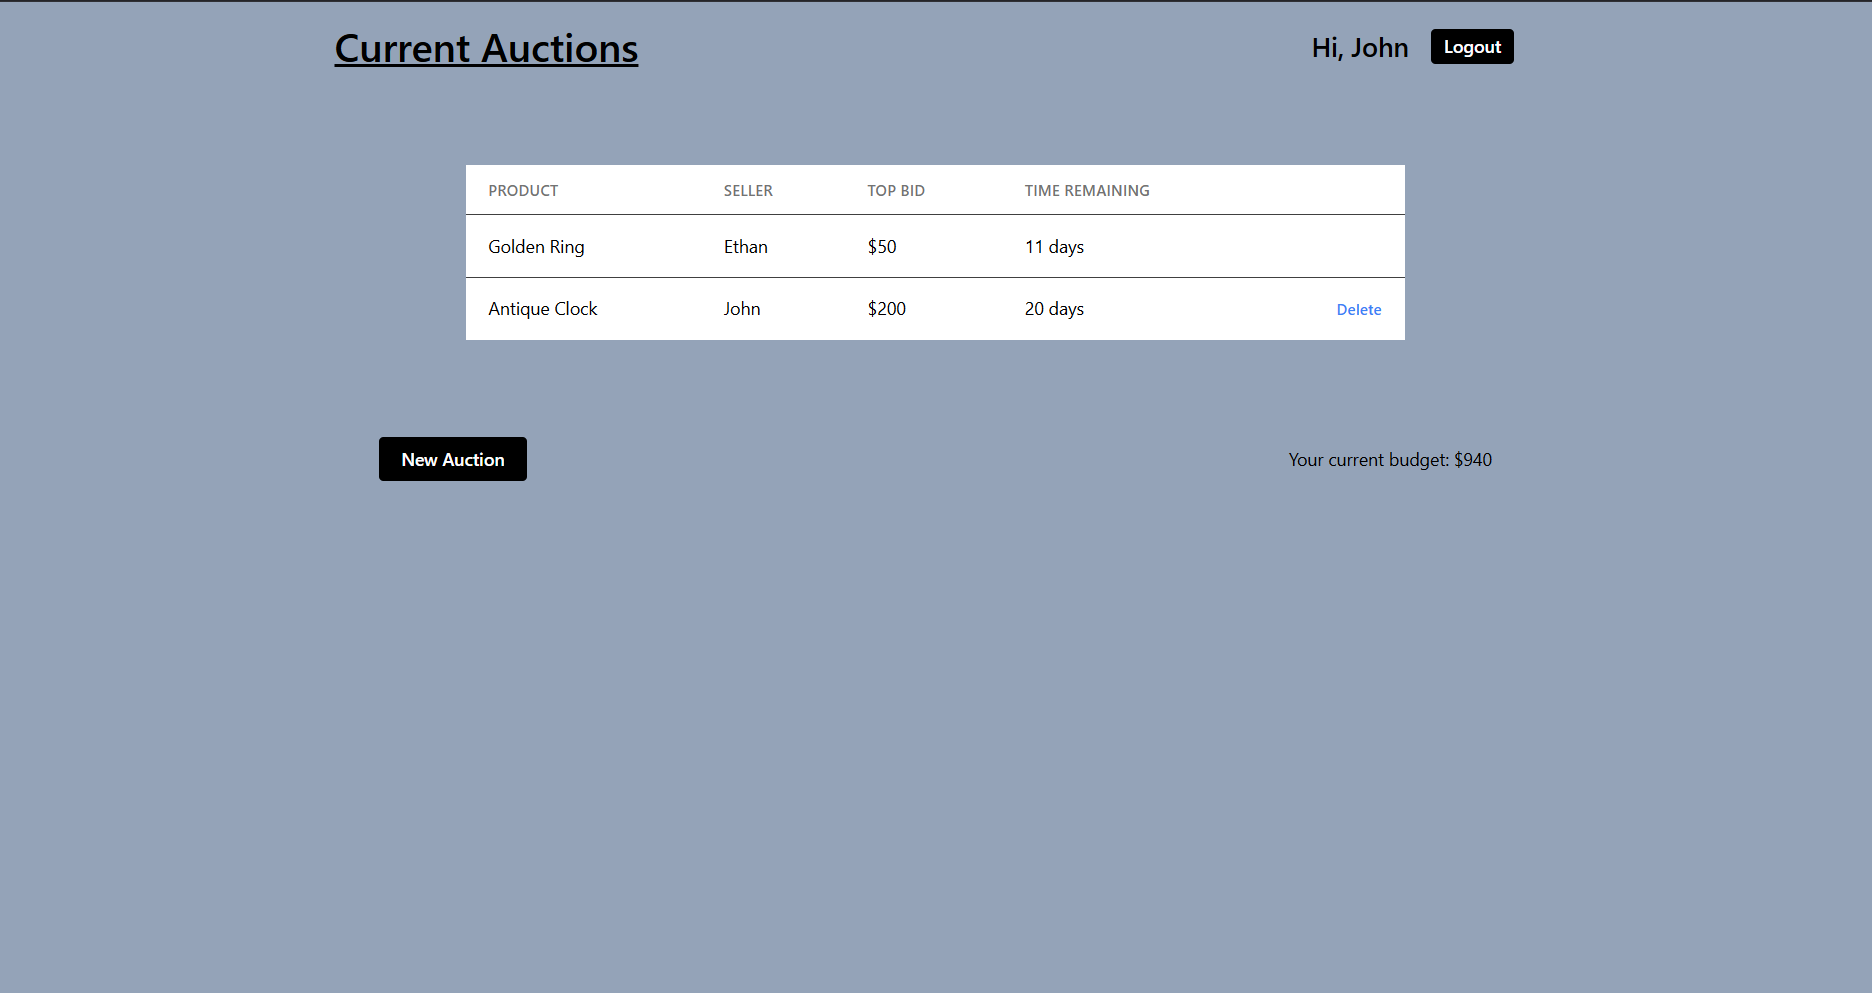 Current Auctions
Hi, John Logout
PRODUCT SELLER TOP BID TIME REMAINING
Golden Ring Ethan $50 11 days
Antique Clock John $200 20 days Delete
New Auction Your current budget: $940